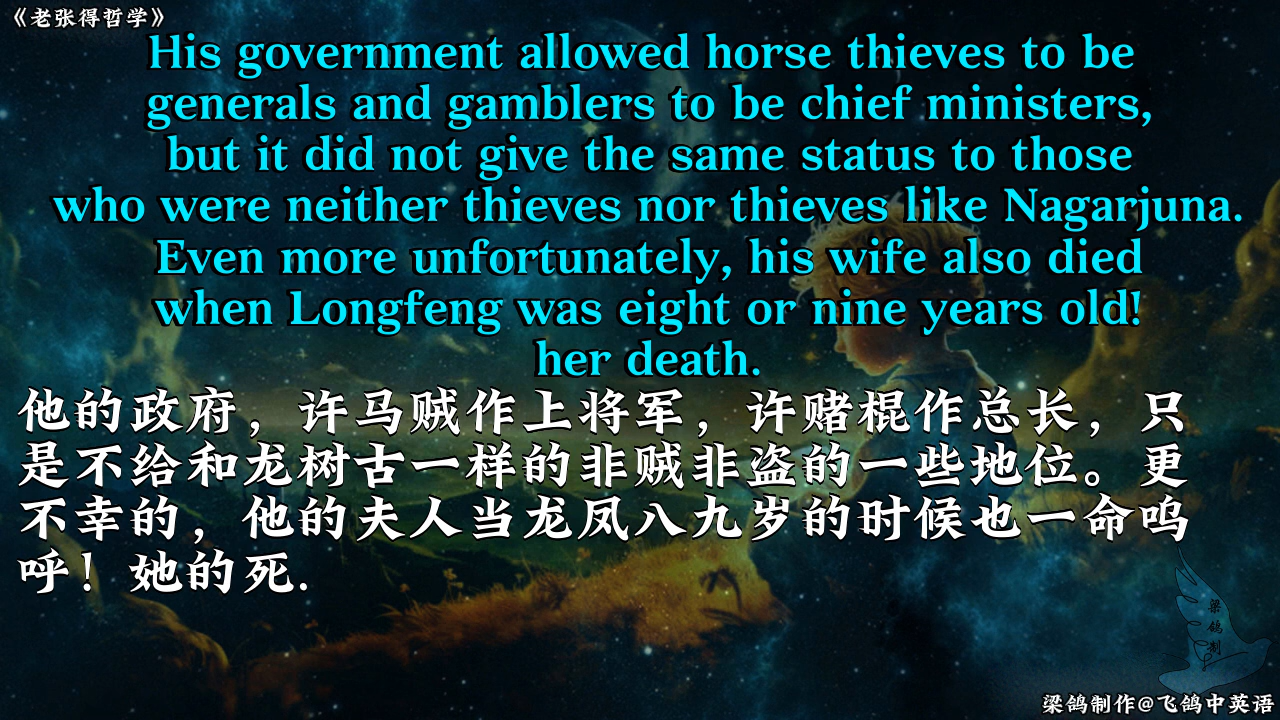 《老张得哲学》
His government allowed horse thieves to be
generals and gamblers to be chief ministers,
but it did not give the same status to those
who were neither thieves nor thieves like Nagarjuna.
Even more unfortunately, his wife also died
when Longfeng was eight or nine years old!
her death.
他的政府，许马贼作上将军，许赌棍作总长，只
是不给和龙树古一样的非贼非盗的一些地位。更
不幸的，他的夫人当龙凤八九岁的时候也一命呜
呼！她的死.
梁鸽制
梁鸽制作@飞鸽中英语